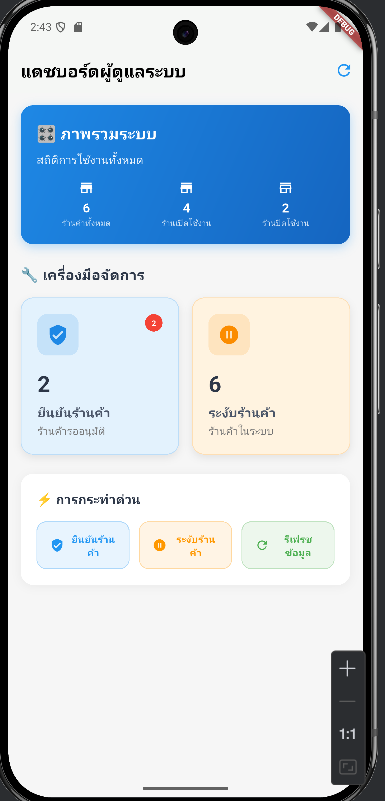 2:43
DEBUG
แดชบอร์ดผู้ดูแลระบบ
🎛️ ภาพรวมระบบ
สถิติการใช้งานทั้งหมด
6 4 2
ร้านค้าทั้งหมด ร้านเปิดใช้งาน ร้านปิดใช้งาน
🔧 เครื่องมือจัดการ
2
2 6
ยืนยันร้านค้า ระงับร้านค้า
ร้านค้ารออนุมัติ ร้านค้าในระบบ
⚡ การกระทำด่วน
ยืนยันร้าน ระงับร้าน รีเฟรช
ค้า ค้า ข้อมูล
1:1